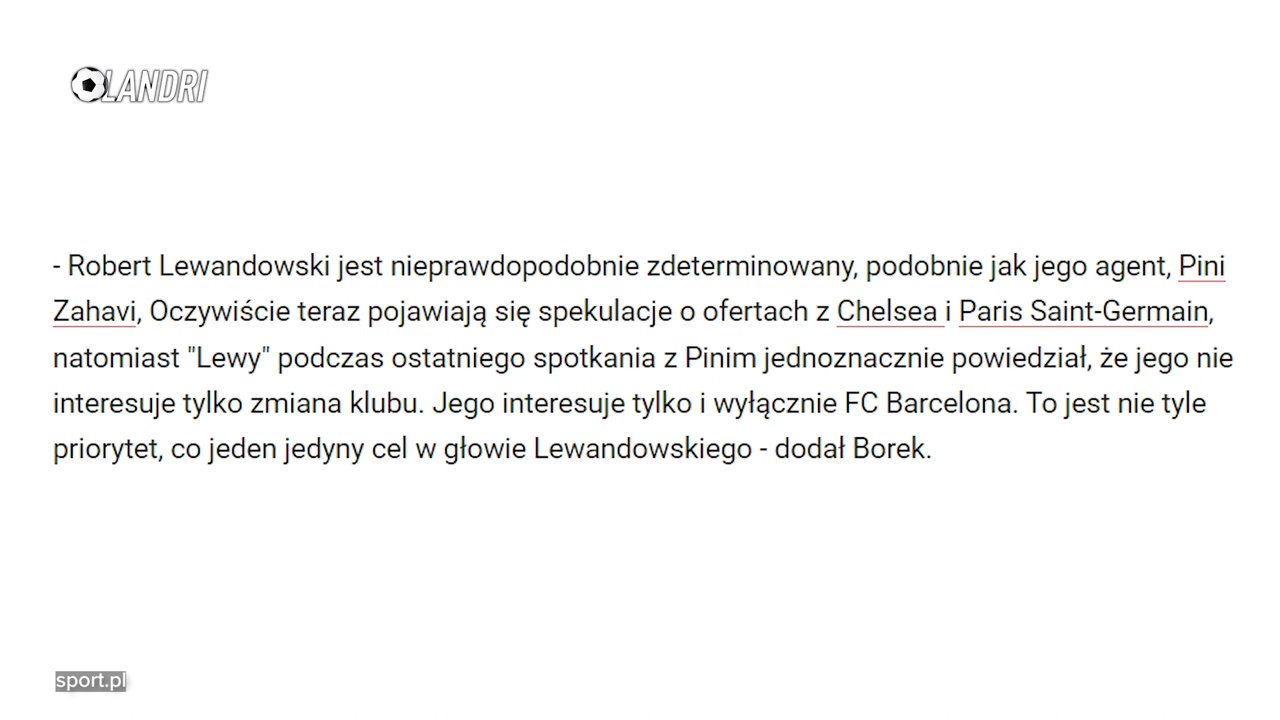 LANDRI
- Robert Lewandowski jest nieprawdopodobnie zdeterminowany, podobnie jak jego agent, Pini
Zahavi, Oczywiście teraz pojawiają się spekulacje o ofertach z Chelsea i Paris Saint-Germain,
natomiast "Lewy" podczas ostatniego spotkania z Pinim jednoznacznie powiedział, że jego nie
interesuje tylko zmiana klubu. Jego interesuje tylko i wyłącznie FC Barcelona. To jest nie tyle
priorytet, co jeden jedyny cel w głowie Lewandowskiego - dodał Borek.
sport.pl